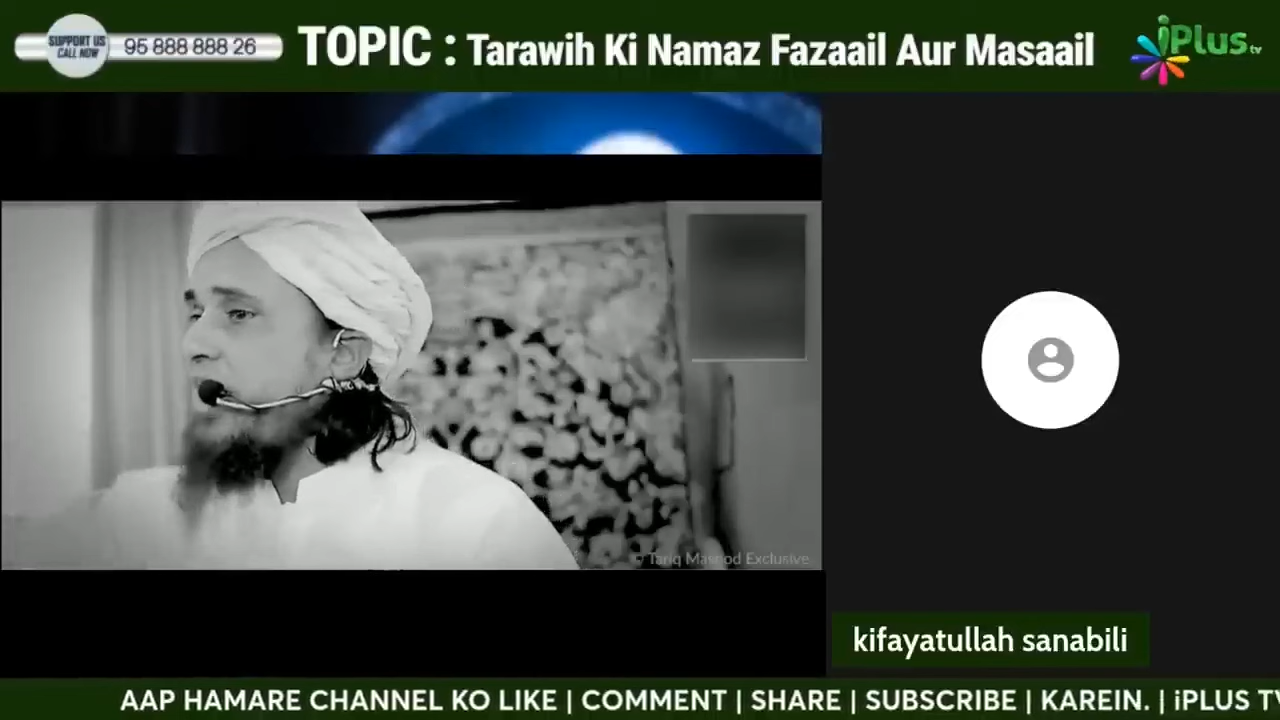 SUPPORT US
CALL NOW
95 888 888 26
TOPIC : Tarawih Ki Namaz Fazaail Aur Masaail
iPlus tv
© Tariq Masood Exclusive
kifayatullah sanabili
AAP HAMARE CHANNEL KO LIKE | COMMENT | SHARE | SUBSCRIBE | KAREIN. | iPLUS TV